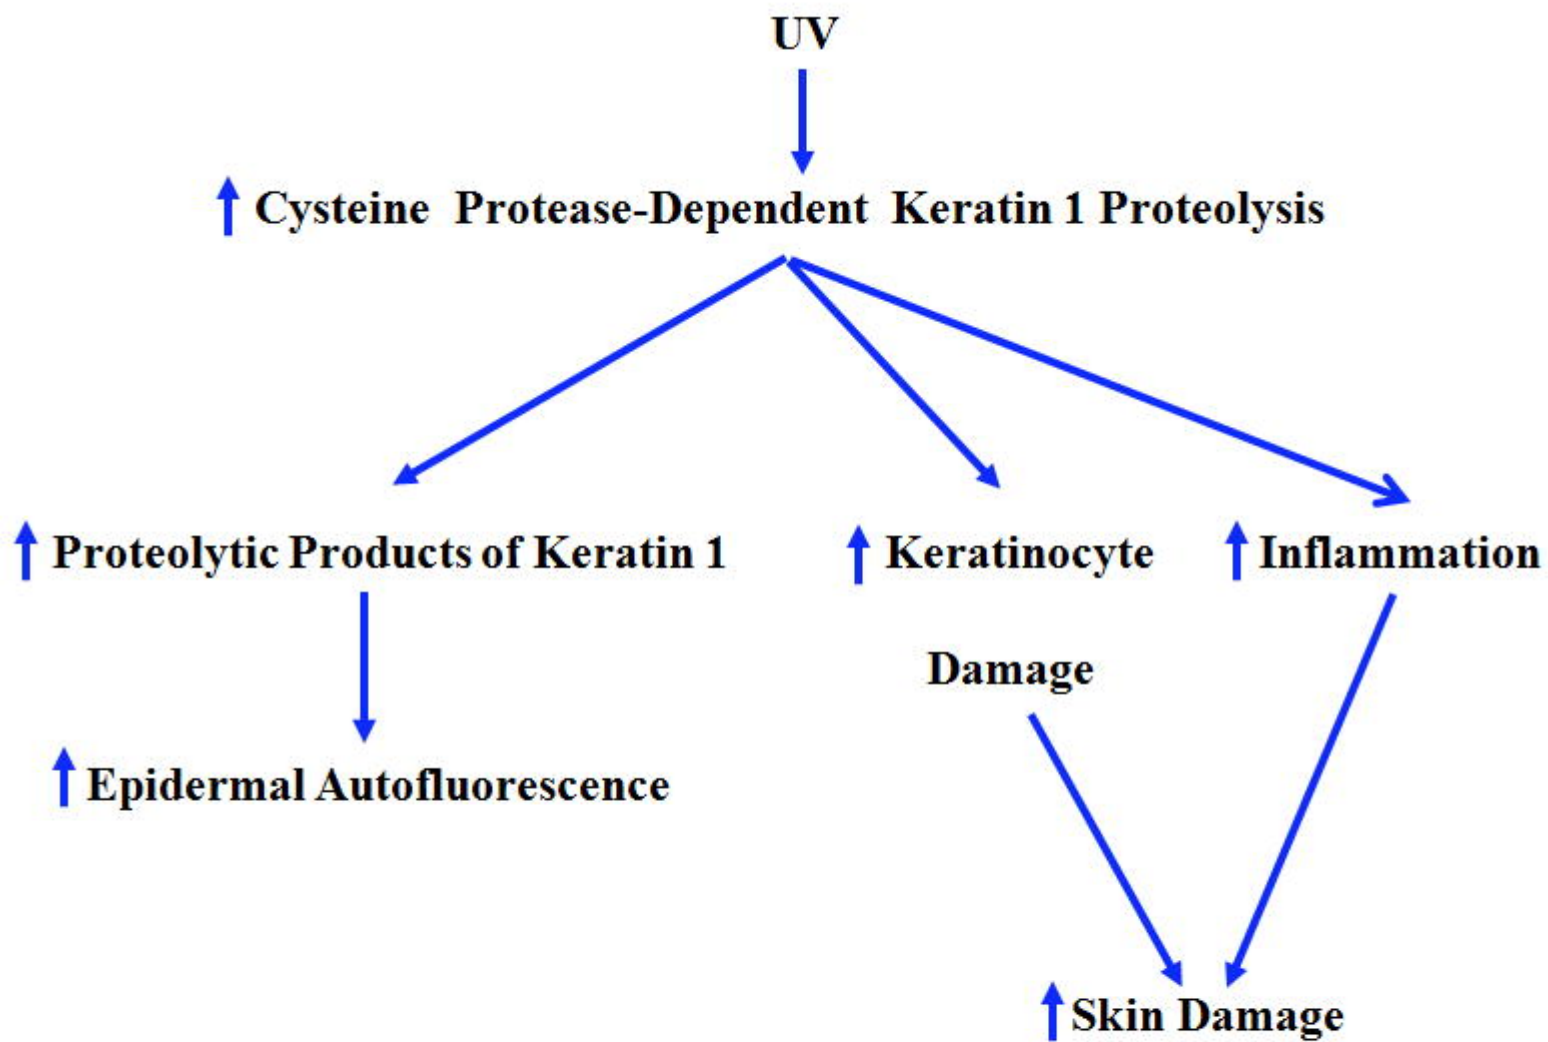 UV
Cysteine Protease-Dependent Keratin 1 Proteolysis
Proteolytic Products of Keratin 1
Keratinocyte
Damage
Inflammation
Epidermal Autofluorescence
Skin Damage